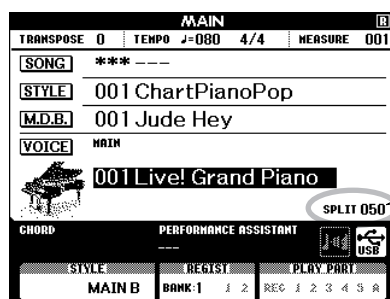 MAIN R
TRANSPOSE 0 TEMPO ♩=080 4/4 MEASURE 001
SONG *** ---
STYLE 001 ChartPianoPop
M.D.B. 001 Jude Hey
VOICE MAIN
001 Live! Grand Piano
SPLIT 050
CHORD PERFORMANCE ASSISTANT
---
USB
STYLE REGIST PLAY PART
MAIN B BANK:1 1 2 REC 1 2 3 4 5 A